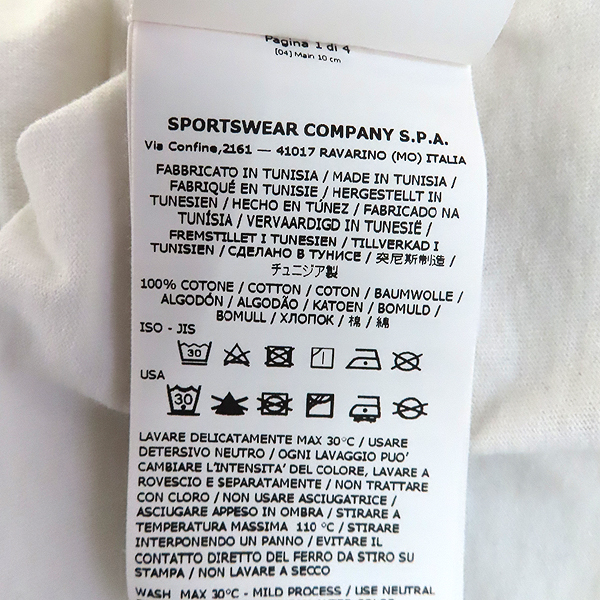 Pagina 1 di 4
[04] Main 10 cm
SPORTSWEAR COMPANY S.P.A.
Via Confine,2161 — 41017 RAVARINO (MO) ITALIA
FABBRICATO IN TUNISIA / MADE IN TUNISIA /
FABRIQUÉ EN TUNISIE / HERGESTELLT IN
TUNESIEN / HECHO EN TÚNEZ / FABRICADO NA
TUNÍSIA / VERVAARDIGD IN TUNESIË /
FREMSTILLET I TUNESIEN / TILLVERKAD I
TUNISIEN / СДЕЛАНО В ТУНИСЕ / 突尼斯制造 /
チュニジア製
100% COTONE / COTTON / COTON / BAUMWOLLE /
ALGODÓN / ALGODÃO / KATOEN / BOMULD /
BOMULL / ХЛОПОК / 棉 / 綿
ISO - JIS
30
USA
30
LAVARE DELICATAMENTE MAX 30°C / USARE
DETERSIVO NEUTRO / OGNI LAVAGGIO PUO'
CAMBIARE L'INTENSITA' DEL COLORE, LAVARE A
ROVESCIO E SEPARATAMENTE / NON TRATTARE
CON CLORO / NON USARE ASCIUGATRICE /
ASCIUGARE APPESO IN OMBRA / STIRARE A
TEMPERATURA MASSIMA 110 °C / STIRARE
INTERPONENDO UN PANNO / EVITARE IL
CONTATTO DIRETTO DEL FERRO DA STIRO SU
STAMPA / NON LAVARE A SECCO
WASH MAX 30°C - MILD PROCESS / USE NEUTRAL